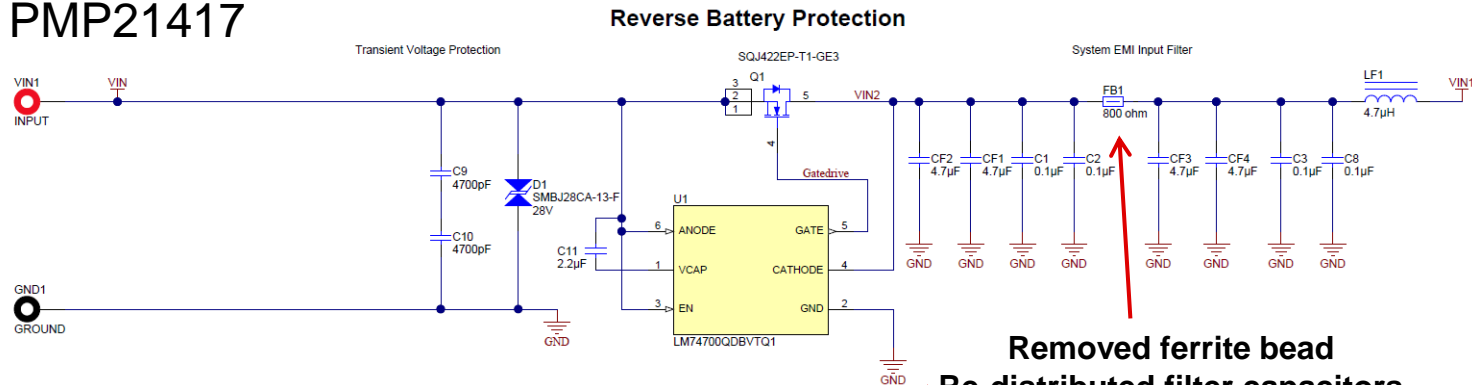 PMP21417
Reverse Battery Protection
Transient Voltage Protection
SQJ422EP-T1-GE3
System EMI Input Filter
VIN1
INPUT
VIN
3
2
1
Q1
5
4
VIN2
FB1
800 ohm
LF1
4.7µH
VIN1
C9
4700pF
C10
4700pF
D1
SMBJ28CA-13-F
28V
C11
2.2µF
Gatedrive
U1
6 ANODE GATE 5
1 VCAP CATHODE 4
3 EN GND 2
LM74700QDBVTQ1
CF2
4.7µF
CF1
4.7µF
C1
0.1µF
C2
0.1µF
CF3
4.7µF
CF4
4.7µF
C3
0.1µF
C8
0.1µF
GND GND GND GND GND GND GND GND
GND1
GROUND
GND
GND
Removed ferrite bead
Re-distributed filter capacitors